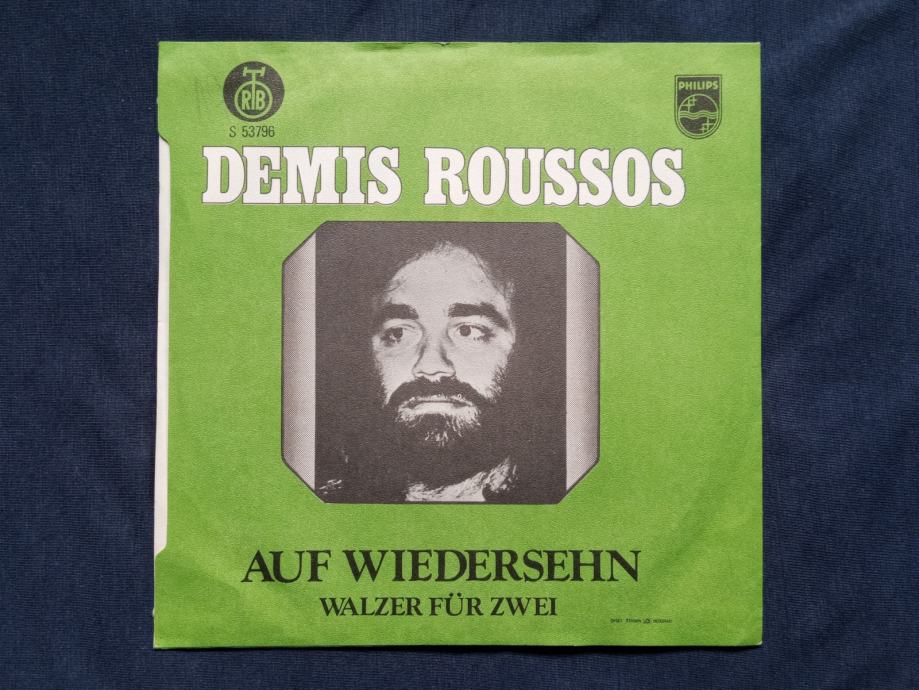 RTB
PHILIPS
S 53796
DEMIS ROUSSOS
AUF WIEDERSEHN
WALZER FÜR ZWEI